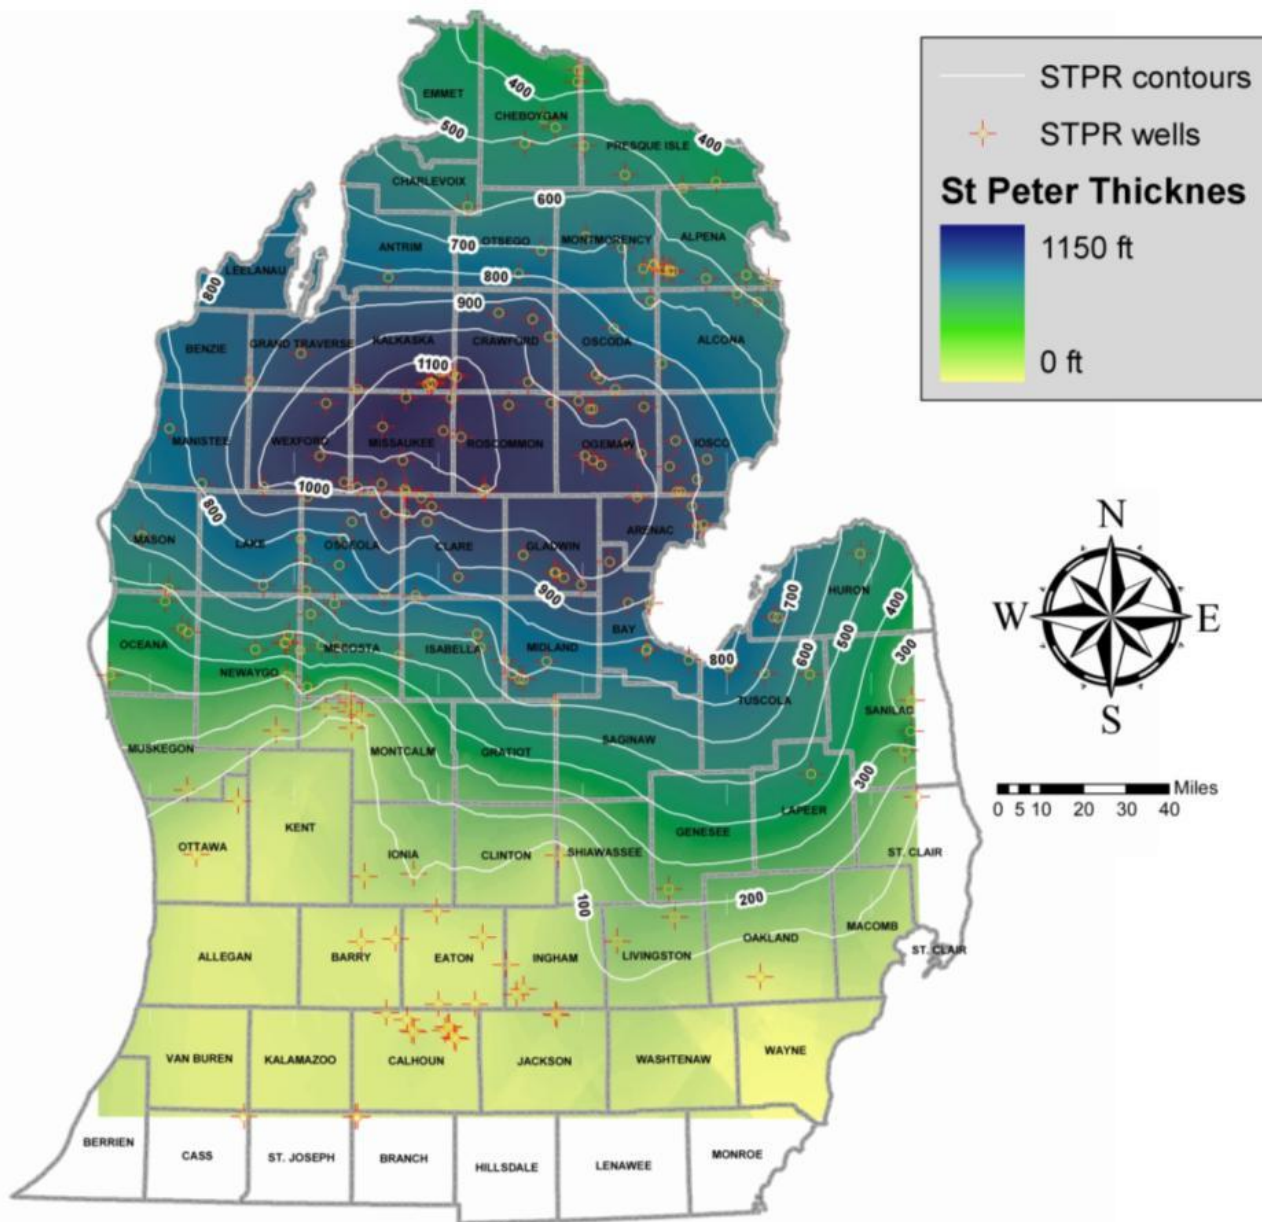 STPR contours
STPR wells
St Peter Thicknes
1150 ft
0 ft
N
W E
S
0 5 10 20 30 40 Miles
400
EMMET
CHEBOYGAN
500
400
PRESQUE ISLE
CHARLEVOIX
600
ALPENA
700 OTSEGO MONTMORENCY
ANTRIM
LEELANAU
800
800
900
GRAND TRAVERSE KALKASKA CRAWFORD OSCODA ALCONA
BENZIE
1100
MANISTEE WEXFORD MISSAUKEE ROSCOMMON OGEMAW IOSCO
1000
800
ARENAC
MASON LAKE OSCEOLA CLARE GLADWIN
HURON
900
700
400
BAY
500
OCEANA MECOSTA ISABELLA MIDLAND
300
800
600
NEWAYGO
TUSCOLA
SANILAC
SAGINAW
MUSKEGON MONTCALM GRATIOT
300
LAPEER
KENT
GENESEE
OTTAWA IONIA CLINTON SHIAWASSEE ST. CLAIR
100
200
MACOMB
OAKLAND
ST. CLAIR
ALLEGAN BARRY EATON INGHAM LIVINGSTON
WAYNE
VAN BUREN KALAMAZOO CALHOUN JACKSON WASHTENAW
BERRIEN
CASS ST. JOSEPH BRANCH HILLSDALE LENAWEE MONROE